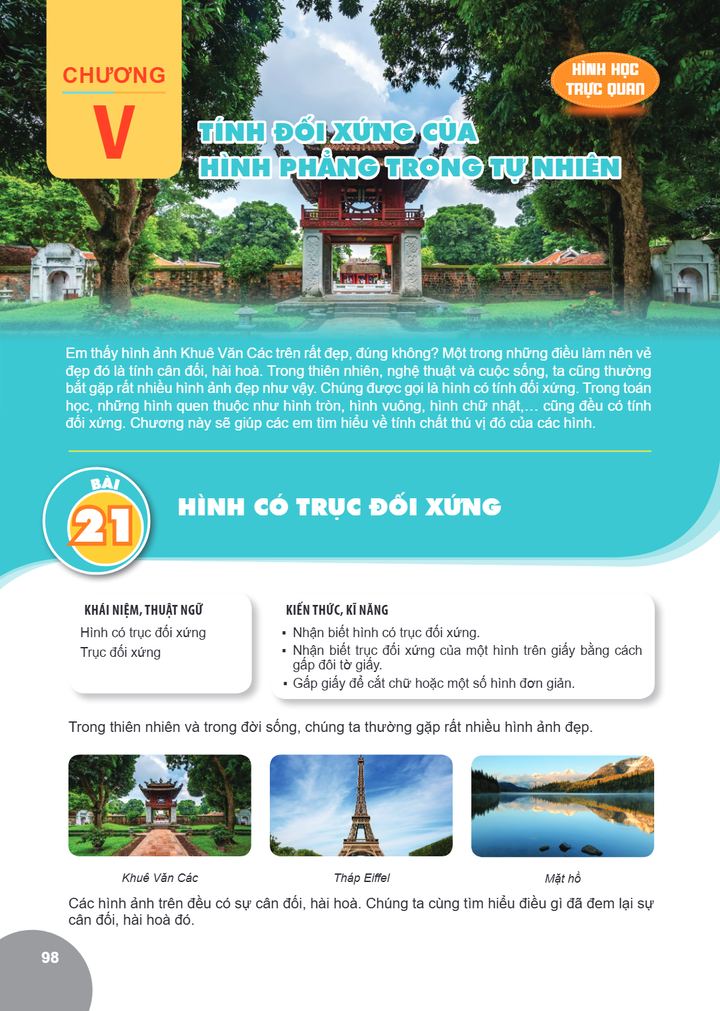 CHƯƠNG
V
HÌNH HỌC
TRỰC QUAN
TÍNH ĐỐI XỨNG CỦA
HÌNH PHẲNG TRONG TỰ NHIÊN
Em thấy hình ảnh Khuê Văn Các trên rất đẹp, đúng không? Một trong những điều làm nên vẻ
đẹp đó là tính cân đối, hài hoà. Trong thiên nhiên, nghệ thuật và cuộc sống, ta cũng thường
bắt gặp rất nhiều hình ảnh đẹp như vậy. Chúng được gọi là hình có tính đối xứng. Trong toán
học, những hình quen thuộc như hình tròn, hình vuông, hình chữ nhật,… cũng đều có tính
đối xứng. Chương này sẽ giúp các em tìm hiểu về tính chất thú vị đó của các hình.
BÀI
21
HÌNH CÓ TRỤC ĐỐI XỨNG
KHÁI NIỆM, THUẬT NGỮ
Hình có trục đối xứng
Trục đối xứng
KIẾN THỨC, KĨ NĂNG
▪ Nhận biết hình có trục đối xứng.
▪ Nhận biết trục đối xứng của một hình trên giấy bằng cách
gấp đôi tờ giấy.
▪ Gấp giấy để cắt chữ hoặc một số hình đơn giản.
Trong thiên nhiên và trong đời sống, chúng ta thường gặp rất nhiều hình ảnh đẹp.
Khuê Văn Các
Tháp Eiffel
Mặt hồ
Các hình ảnh trên đều có sự cân đối, hài hoà. Chúng ta cùng tìm hiểu điều gì đã đem lại sự
cân đối, hài hoà đó.
98